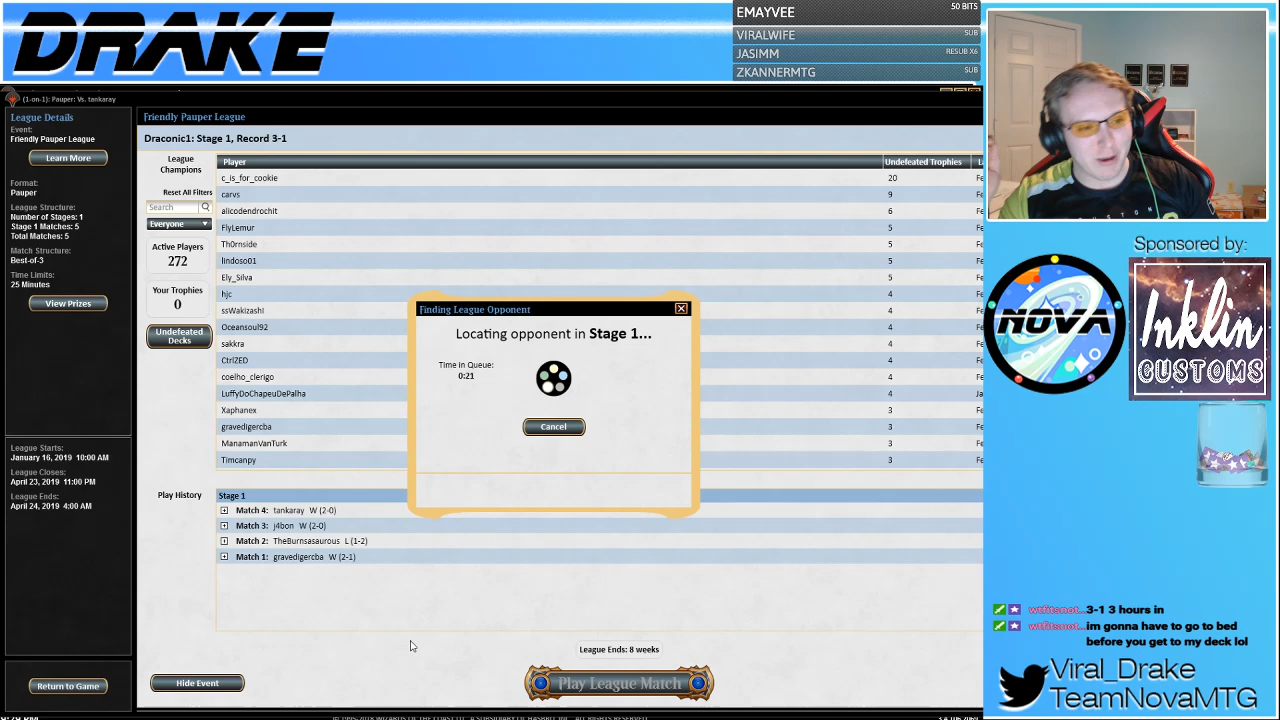 DRAKE
EMAYVEE 50 BITS
VIRALWIFE SUB
JASIMM RESUB X6
ZKANNERMTG SUB
(1-on-1): Pauper: Vs. tankaray
League Details
Event:
Friendly Pauper League
Learn More
Format:
Pauper
League Structure:
Number of Stages: 1
Stage 1 Matches: 5
Total Matches: 5
Match Structure:
Best-of-3
Time Limits:
25 Minutes
View Prizes
League Starts:
January 16, 2019 10:00 AM
League Closes:
April 23, 2019 11:00 PM
League Ends:
April 24, 2019 4:00 AM
Return to Game
Friendly Pauper League
Draconic1: Stage 1, Record 3-1
League
Champions
Reset All Filters
Search
Everyone
Active Players
272
Your Trophies
0
Undefeated
Decks
Player Undefeated Trophies
c_is_for_cookie 20
carvs 9
alicodendrochit 6
FlyLemur 5
Th0rnside 5
lindoso01 5
Ely_Silva 5
hjc 4
ssWakizashi 4
Oceansoul92 4
sakkra 4
CtrlZED 4
coelho_clerigo 4
LuffyDoChapeuDePalha 4
Xaphanex 3
gravedigercba 3
ManamanVanTurk 3
Timcanpy 3
Finding League Opponent
Locating opponent in Stage 1...
Time in Queue:
0:21
Cancel
Play History
Stage 1
Match 4: tankaray W (2-0)
Match 3: j4bon W (2-0)
Match 2: TheBurnsasaurous L (1-2)
Match 1: gravedigercba W (2-1)
League Ends: 8 weeks
Hide Event
Play League Match
Sponsored by:
NOVA
Inklin
CUSTOMS
wtfitsnot... 3-1 3 hours in
wtfitsnot... im gonna have to go to bed
before you get to my deck lol
Viral_Drake
TeamNovaMTG